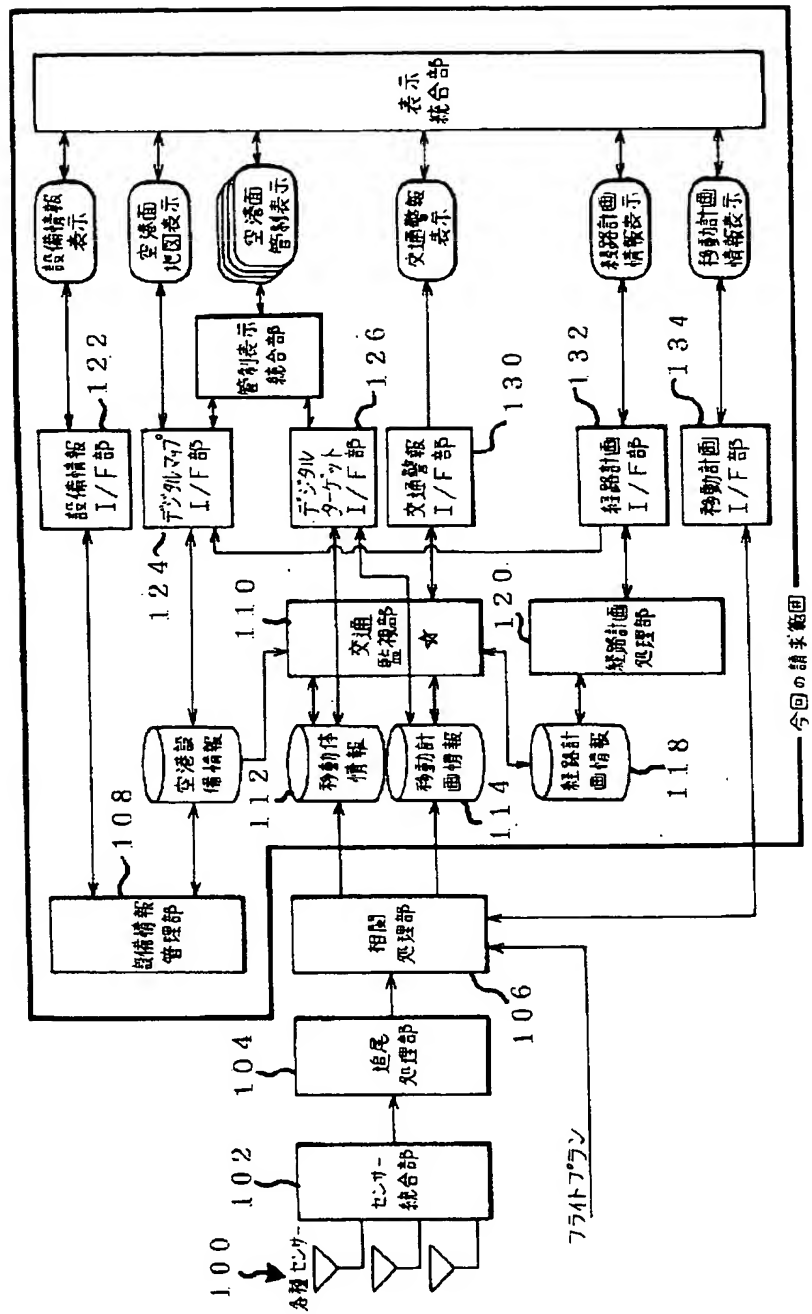 100
各種センサー
102
センサー
統合部
104
追尾
処理部
106
相関
処理部
フライトプラン
108
設備情報
管理部
空港設
備情報
112
移動体
情報
移動計
画情報
114
経路計
画情報
118
110
交通
監視部
☆
120
経路計画
処理部
122
設備情報
I/F部
124
デジタルマップ
I/F部
管制表示
統合部
126
デジタル
ターゲット
I/F部
130
交通警報
I/F部
132
経路計画
I/F部
134
移動計画
I/F部
設備情報
表示
空港面
地図表示
空港面
管制表示
交通警報
表示
経路計画
情報表示
移動計画
情報表示
表示
統合部
今回の請求範囲